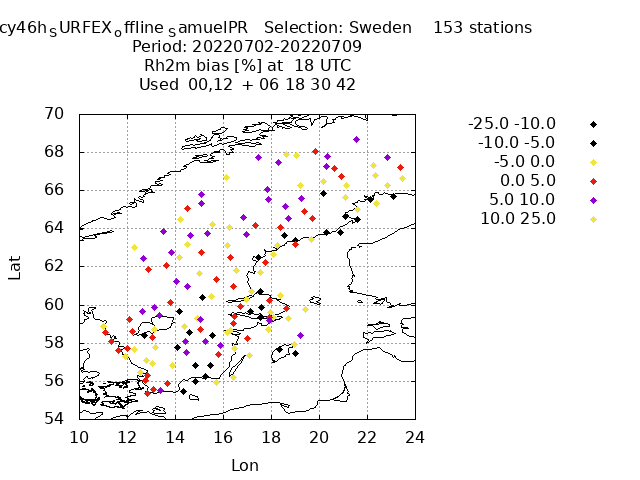 cy46hSURFEXoffline SamuelPR Selection: Sweden 153 stations
Period: 20220702-20220709
Rh2m bias [%] at 18 UTC
Used 00,12 + 06 18 30 42
70
68
66
64
62
60
58
56
54
10 12 14 16 18 20 22 24
Lat
Lon
-25.0 -10.0
-10.0 -5.0
-5.0 0.0
0.0 5.0
5.0 10.0
10.0 25.0